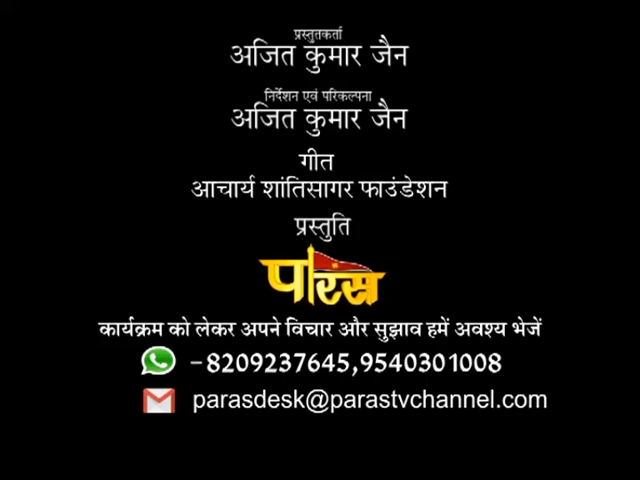 प्रस्तुतकर्ता
अजित कुमार जैन
निर्देशन एवं परिकल्पना
अजित कुमार जैन
गीत
आचार्य शांतिसागर फाउंडेशन
प्रस्तुति
पारस
कार्यक्रम को लेकर अपने विचार और सुझाव हमें अवश्य भेजें
-8209237645,9540301008
parasdesk@parastvchannel.com